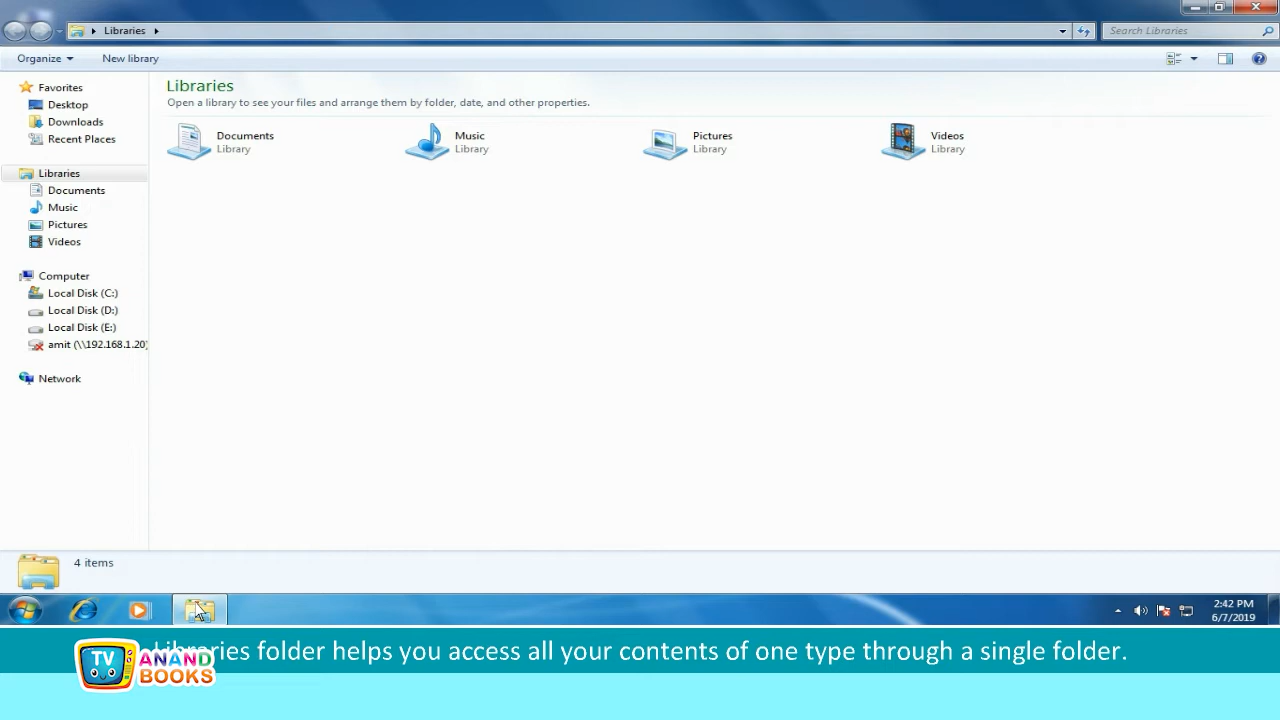 Libraries
Search Libraries
Organize
New library
Favorites
Desktop
Downloads
Recent Places
Libraries
Documents
Music
Pictures
Videos
Computer
Local Disk (C:)
Local Disk (D:)
Local Disk (E:)
amit (\\192.168.1.20)
Network
Libraries
Open a library to see your files and arrange them by folder, date, and other properties.
Documents
Library
Music
Library
Pictures
Library
Videos
Library
4 items
2:42 PM
6/7/2019
Libraries folder helps you access all your contents of one type through a single folder.
TV
ANAND
BOOKS